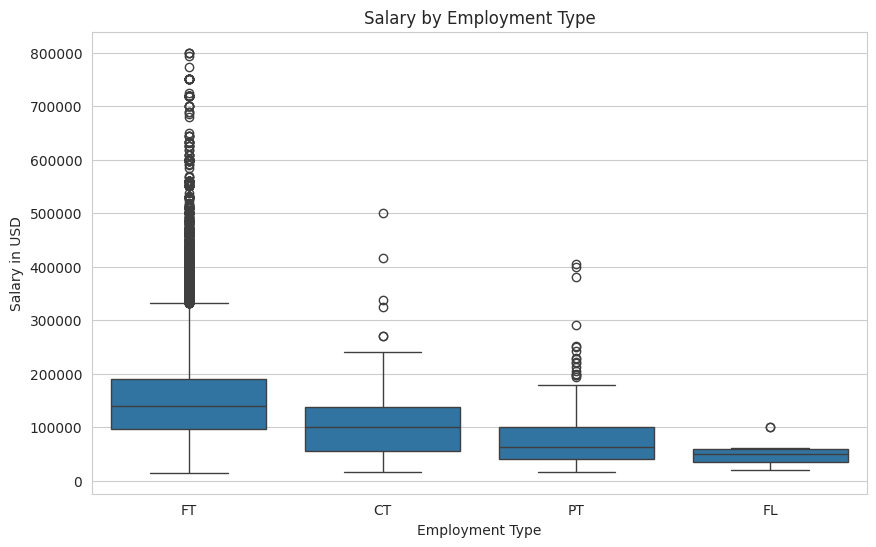 Salary by Employment Type
800000
700000
600000
500000
400000
300000
200000
100000
0
Salary in USD
FT CT PT FL
Employment Type